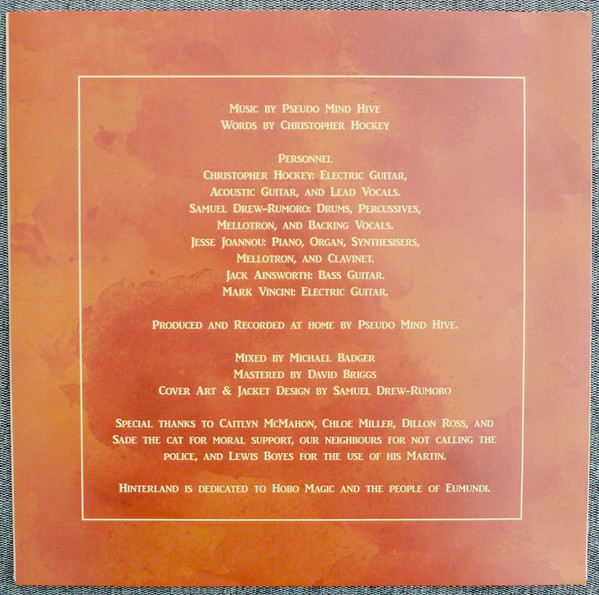 Music by Pseudo Mind Hive
Words by Christopher Hockey
Personnel
Christopher Hockey: Electric Guitar,
Acoustic Guitar, and Lead Vocals.
Samuel Drew-Rumoro: Drums, Percussives,
Mellotron, and Backing Vocals.
Jesse Joannou: Piano, Organ, Synthesisers,
Mellotron, and Clavinet.
Jack Ainsworth: Bass Guitar.
Mark Vincini: Electric Guitar.
Produced and Recorded at home by Pseudo Mind Hive.
Mixed by Michael Badger
Mastered by David Briggs
Cover Art & Jacket Design by Samuel Drew-Rumoro
Special thanks to Caitlyn McMahon, Chloe Miller, Dillon Ross, and
Sade the cat for moral support, our neighbours for not calling the
police, and Lewis Boyes for the use of his Martin.
Hinterland is dedicated to Hobo Magic and the people of Eumundi.